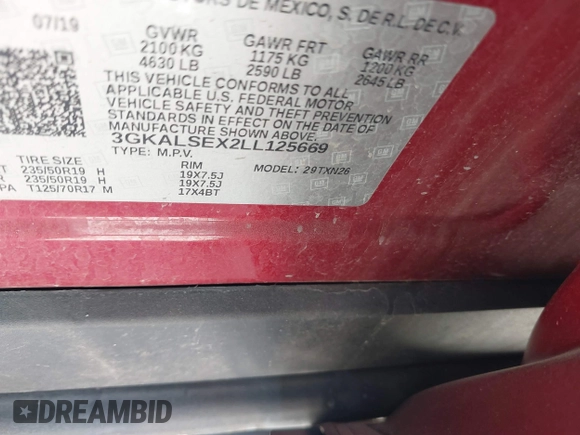 DE MEXICO, S. DE R.L. DE C.V.
07/19
GVWR GAWR FRT GAWR RR
2100 KG 1175 KG 1200 KG
4630 LB 2590 LB 2645 LB
THIS VEHICLE CONFORMS TO ALL
APPLICABLE U.S. FEDERAL MOTOR
VEHICLE SAFETY AND THEFT PREVENTION
STANDARDS IN EFFECT ON THE DATE OF
MANUFACTURE SHOWN ABOVE.
3GKALSEX2LL125669
TYPE: M.P.V. MODEL: 29TXN26
TIRE SIZE RIM
235/50R19 H 19X7.5J
235/50R19 H 19X7.5J
PA T125/70R17 M 17X4BT
GM
DREAMBID